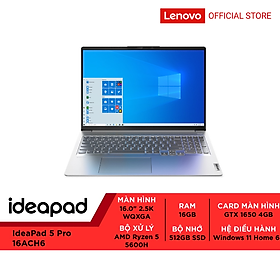 Lenovo
OFFICIAL STORE
ideapad
IdeaPad 5 Pro
16ACH6
MÀN HÌNH
16.0" 2.5K
WQXGA
RAM
16GB
CARD MÀN HÌNH
GTX 1650 4GB
BỘ XỬ LÝ
AMD Ryzen 5
5600H
BỘ NHỚ
512GB SSD
HỆ ĐIỀU HÀNH
Windows 11 Home 6